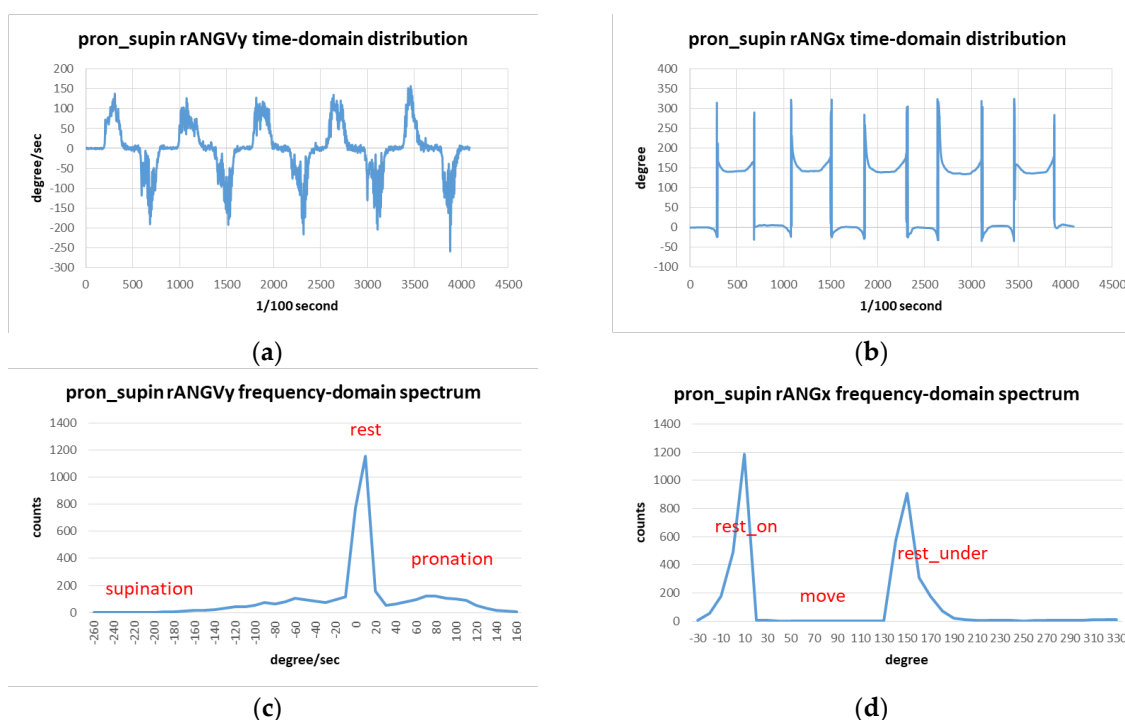 pron_supin rANGVy time-domain distribution
degree/sec
200
150
100
50
0
-50
-100
-150
-200
-250
-300
0 500 1000 1500 2000 2500 3000 3500 4000 4500
1/100 second
(a)
pron_supin rANGx time-domain distribution
degree
400
350
300
250
200
150
100
50
0
-50
-100
0 500 1000 1500 2000 2500 3000 3500 4000 4500
1/100 second
(b)
pron_supin rANGVy frequency-domain spectrum
counts
1400
1200
1000
800
600
400
200
0
rest
pronation
supination
-260 -240 -220 -200 -180 -160 -140 -120 -100 -80 -60 -40 -20 0 20 40 60 80 100 120 140 160
degree/sec
(c)
pron_supin rANGx frequency-domain spectrum
counts
1400
1200
1000
800
600
400
200
0
rest_on
rest_under
move
-30 -10 10 30 50 70 90 110 130 150 170 190 210 230 250 270 290 310 330
degree
(d)